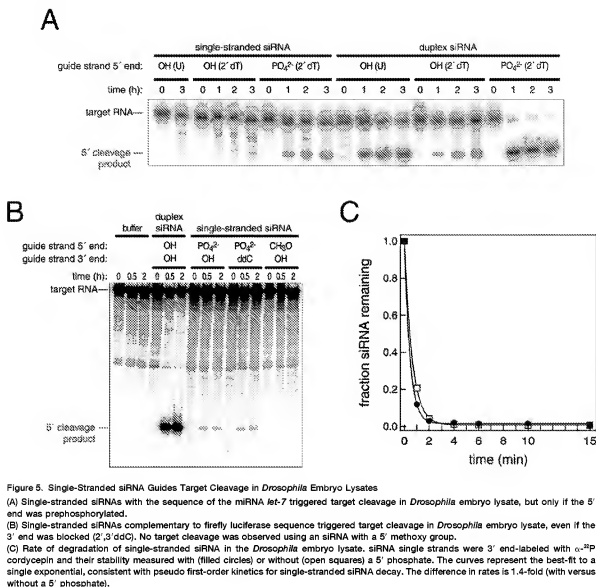 A
single-stranded siRNA duplex siRNA
guide strand 5′ end: OH (U) OH (2′ dT) PO₄²⁻ (2′ dT) OH (U) OH (2′ dT) PO₄²⁻ (2′ dT)
time (h): 0 3 0 1 2 3 0 1 2 3 0 1 2 3 0 1 2 3 0 1 2 3
target RNA
5′ cleavage
product
B
buffer duplex siRNA single-stranded siRNA
guide strand 5′ end: OH PO₄²⁻ PO₄²⁻ CH₃O
guide strand 3′ end: OH OH ddC OH
time (h): 0 0.5 2 0 0.5 2 0 0.5 2 0 0.5 2 0 0.5 2
target RNA
5′ cleavage
product
C
fraction siRNA remaining
1.0
0.8
0.6
0.4
0.2
0
0 2 4 6 10 15
time (min)
Figure 5. Single-Stranded siRNA Guides Target Cleavage in Drosophila Embryo Lysates
(A) Single-stranded siRNAs with the sequence of the miRNA let-7 triggered target cleavage in Drosophila embryo lysate, but only if the 5′
end was prephosphorylated.
(B) Single-stranded siRNAs complementary to firefly luciferase sequence triggered target cleavage in Drosophila embryo lysate, even if the
3′ end was blocked (2′,3′ddC). No target cleavage was observed using an siRNA with a 5′ methoxy group.
(C) Rate of degradation of single-stranded siRNA in the Drosophila embryo lysate. siRNA single strands were 3′ end-labeled with α-³²P
cordycepin and their stability measured with (filled circles) or without (open squares) a 5′ phosphate. The curves represent the best-fit to a
single exponential, consistent with pseudo first-order kinetics for single-stranded siRNA decay. The difference in rates is 1.4-fold (with versus
without a 5′ phosphate).